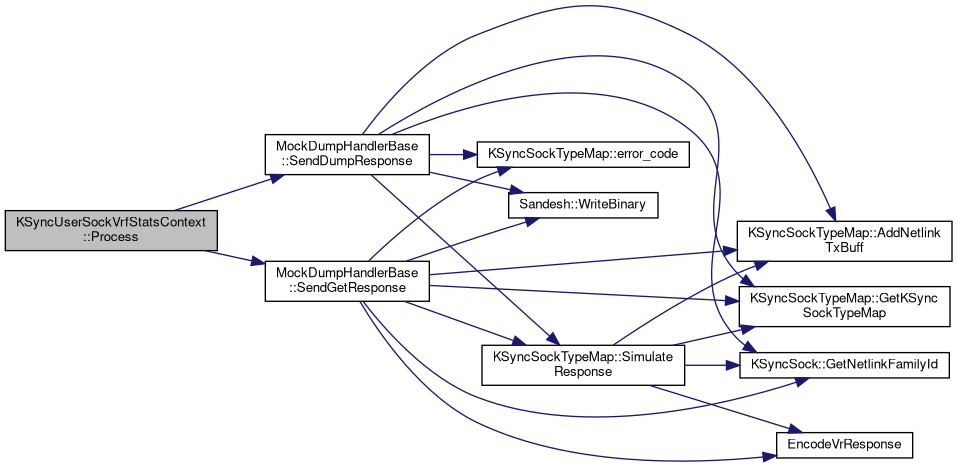 KSyncUserSockVrfStatsContext
::Process
MockDumpHandlerBase
::SendDumpResponse
MockDumpHandlerBase
::SendGetResponse
KSyncSockTypeMap::error_code
Sandesh::WriteBinary
KSyncSockTypeMap::Simulate
Response
KSyncSockTypeMap::AddNetlink
TxBuff
KSyncSockTypeMap::GetKSync
SockTypeMap
KSyncSock::GetNetlinkFamilyId
EncodeVrResponse